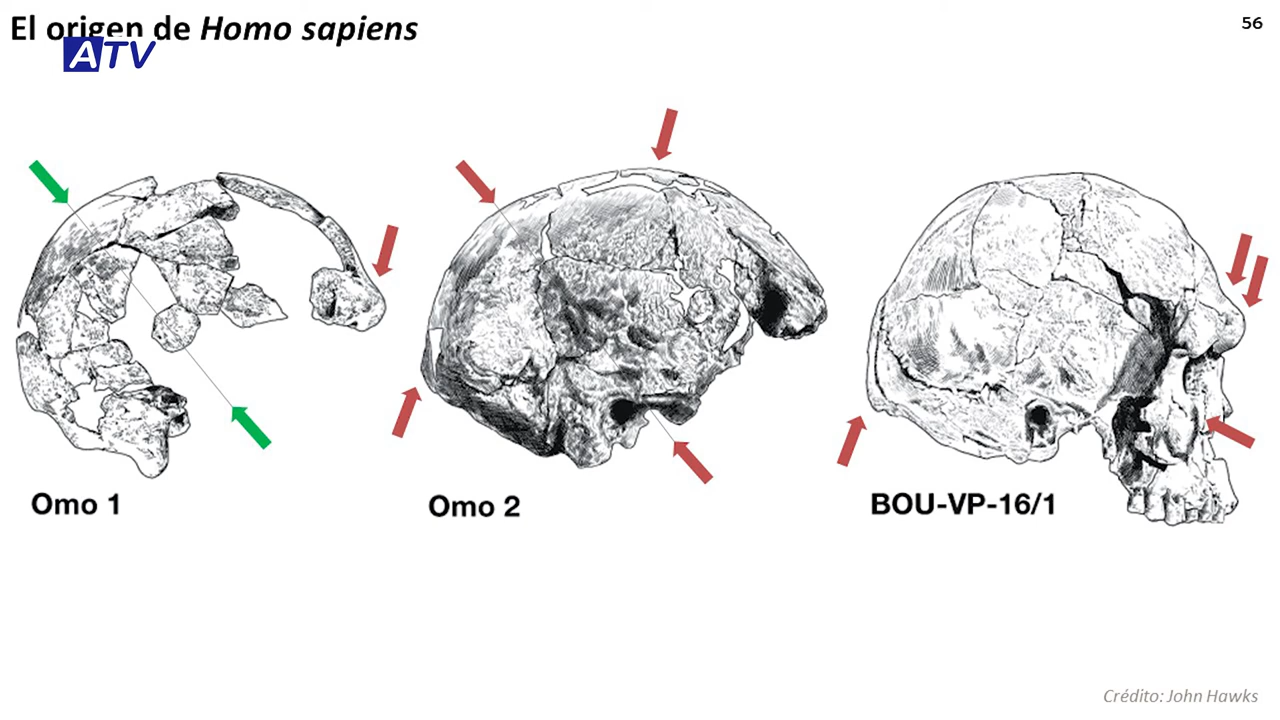 El origen de Homo sapiens
56
ATV
Omo 1
Omo 2
BOU-VP-16/1
Crédito: John Hawks